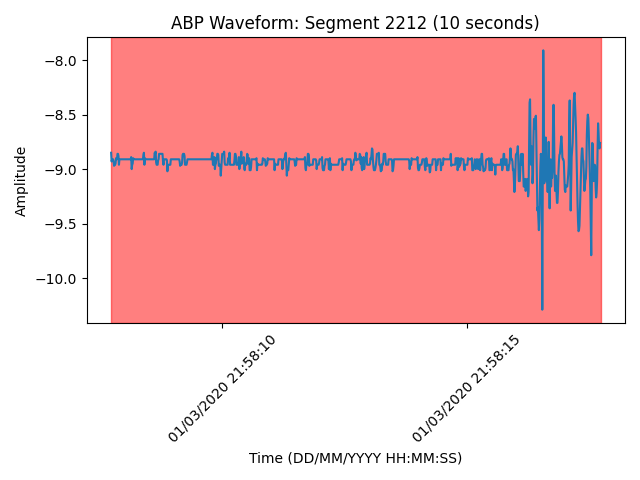 ABP Waveform: Segment 2212 (10 seconds)
Amplitude
−8.0
−8.5
−9.0
−9.5
−10.0
01/03/2020 21:58:10
01/03/2020 21:58:15
Time (DD/MM/YYYY HH:MM:SS)